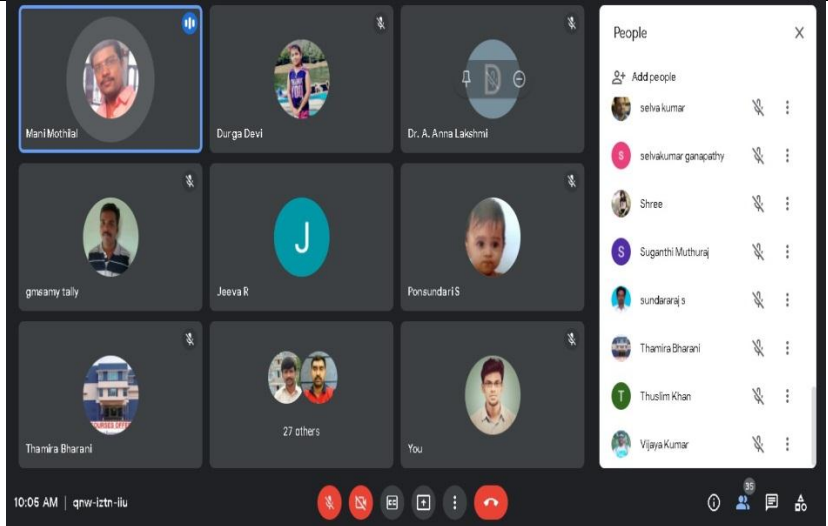 Mani Mothilal
Durga Devi
D
Dr. A. Anna Lakshmi
gmsamy tally
J
Jeeva R
Ponsundari S
COURSES OFFE
Thamira Bharani
27 others
You
People
Add people
selva kumar
S
selvakumar ganapathy
Shree
S
Suganthi Muthuraj
sundararaj s
Thamira Bharani
T
Thuslim Khan
Vijaya Kumar
10:05 AM | qnw-iztn-iiu
35